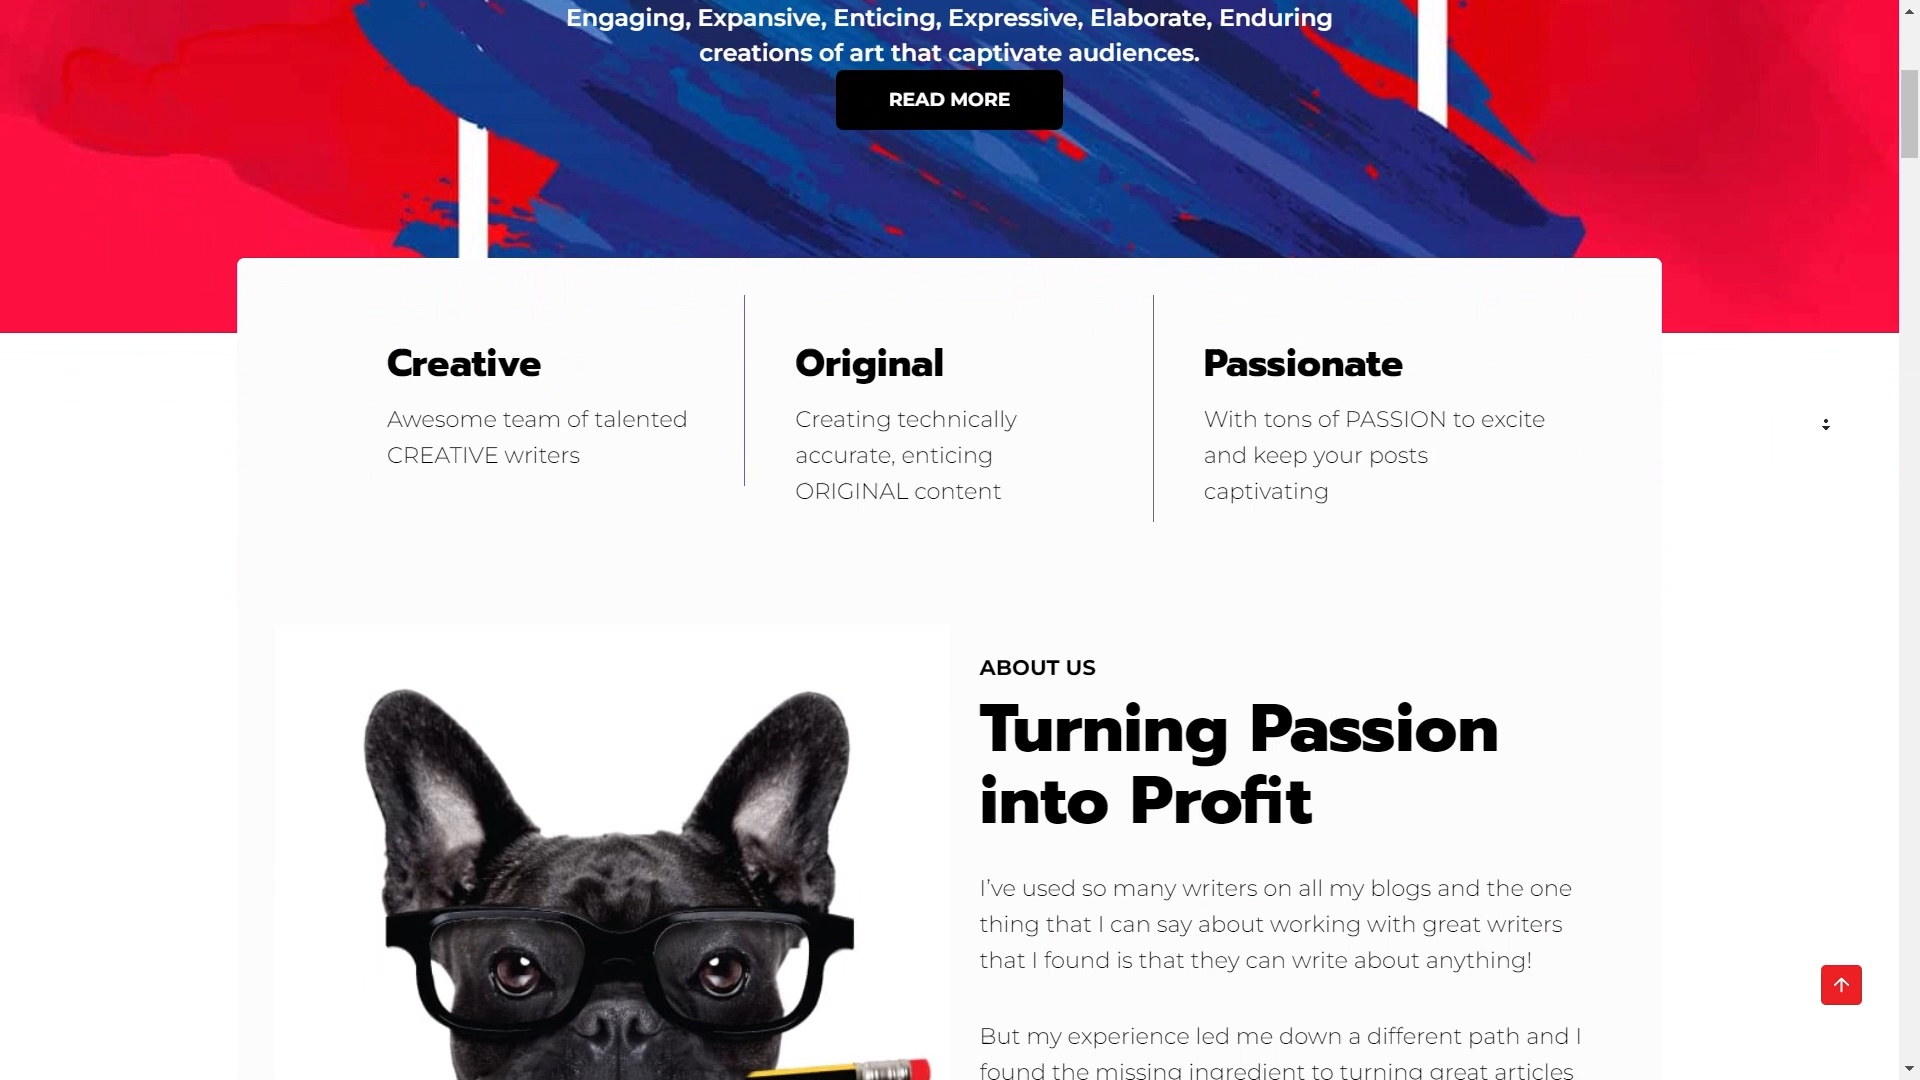 Engaging, Expansive, Enticing, Expressive, Elaborate, Enduring
creations of art that captivate audiences.
READ MORE
Creative
Awesome team of talented
CREATIVE writers
Original
Creating technically
accurate, enticing
ORIGINAL content
Passionate
With tons of PASSION to excite
and keep your posts
captivating
ABOUT US
Turning Passion
into Profit
I’ve used so many writers on all my blogs and the one
thing that I can say about working with great writers
that I found is that they can write about anything!
But my experience led me down a different path and I
found the missing ingredient to turning great articles